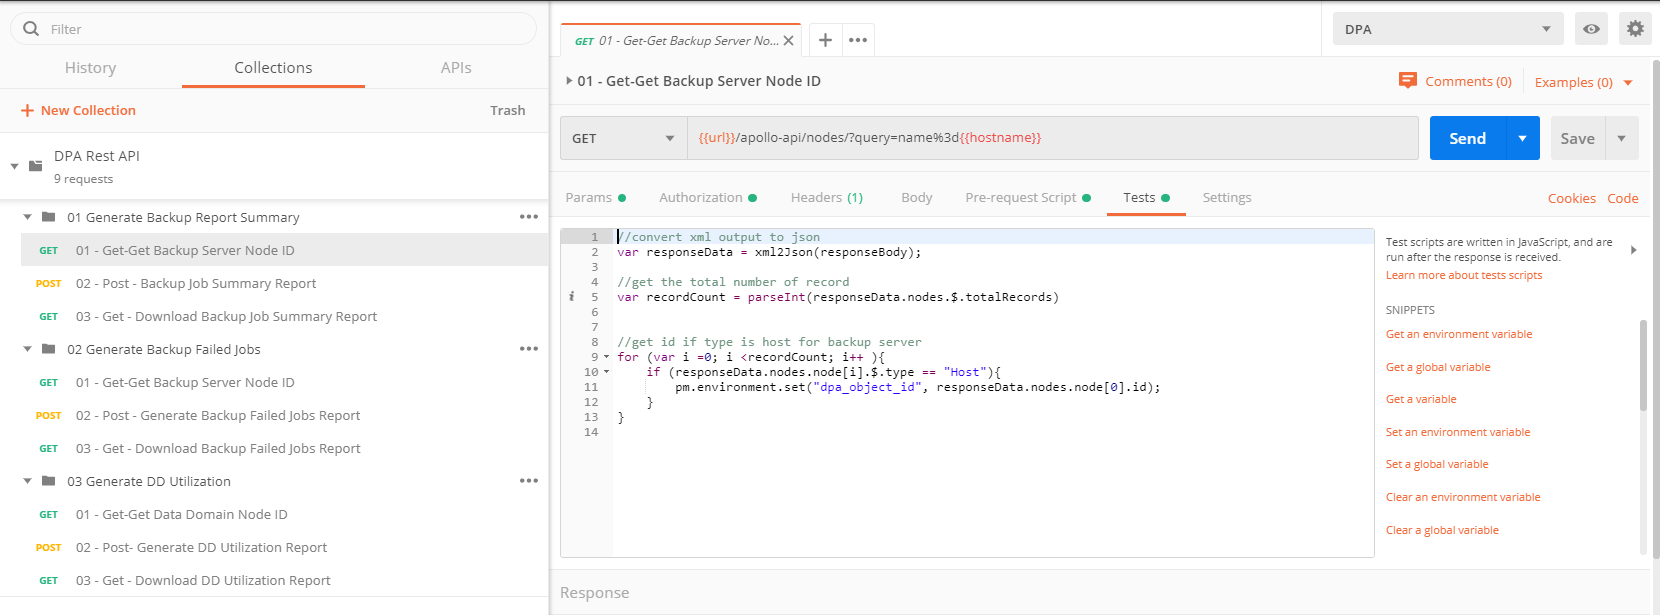 Filter
History
Collections
APIs
+ New Collection
Trash
DPA Rest API
9 requests
01 Generate Backup Report Summary
GET 01 - Get-Get Backup Server Node ID
POST 02 - Post - Backup Job Summary Report
GET 03 - Get - Download Backup Job Summary Report
02 Generate Backup Failed Jobs
GET 01 - Get-Get Backup Server Node ID
POST 02 - Post - Generate Backup Failed Jobs Report
GET 03 - Get - Download Backup Failed Jobs Report
03 Generate DD Utilization
GET 01 - Get-Get Data Domain Node ID
POST 02 - Post- Generate DD Utilization Report
GET 03 - Get - Download DD Utilization Report
GET 01 - Get-Get Backup Server No...
DPA
01 - Get-Get Backup Server Node ID
Comments (0)
Examples (0)
GET
{{url}}/apollo-api/nodes/?query=name%3d{{hostname}}
Send
Save
Params
Authorization
Headers (1)
Body
Pre-request Script
Tests
Settings
Cookies
Code
1 //convert xml output to json
2 var responseData = xml2Json(responseBody);
3
4 //get the total number of record
i 5 var recordCount = parseInt(responseData.nodes.$.totalRecords)
6
7
8 //get id if type is host for backup server
9 for (var i =0; i <recordCount; i++ ){
10 if (responseData.nodes.node[i].$.type == "Host"){
11 pm.environment.set("dpa_object_id", responseData.nodes.node[0].id);
12 }
13 }
14
Test scripts are written in JavaScript, and are
run after the response is received.
Learn more about tests scripts
SNIPPETS
Get an environment variable
Get a global variable
Get a variable
Set an environment variable
Set a global variable
Clear an environment variable
Clear a global variable
Response